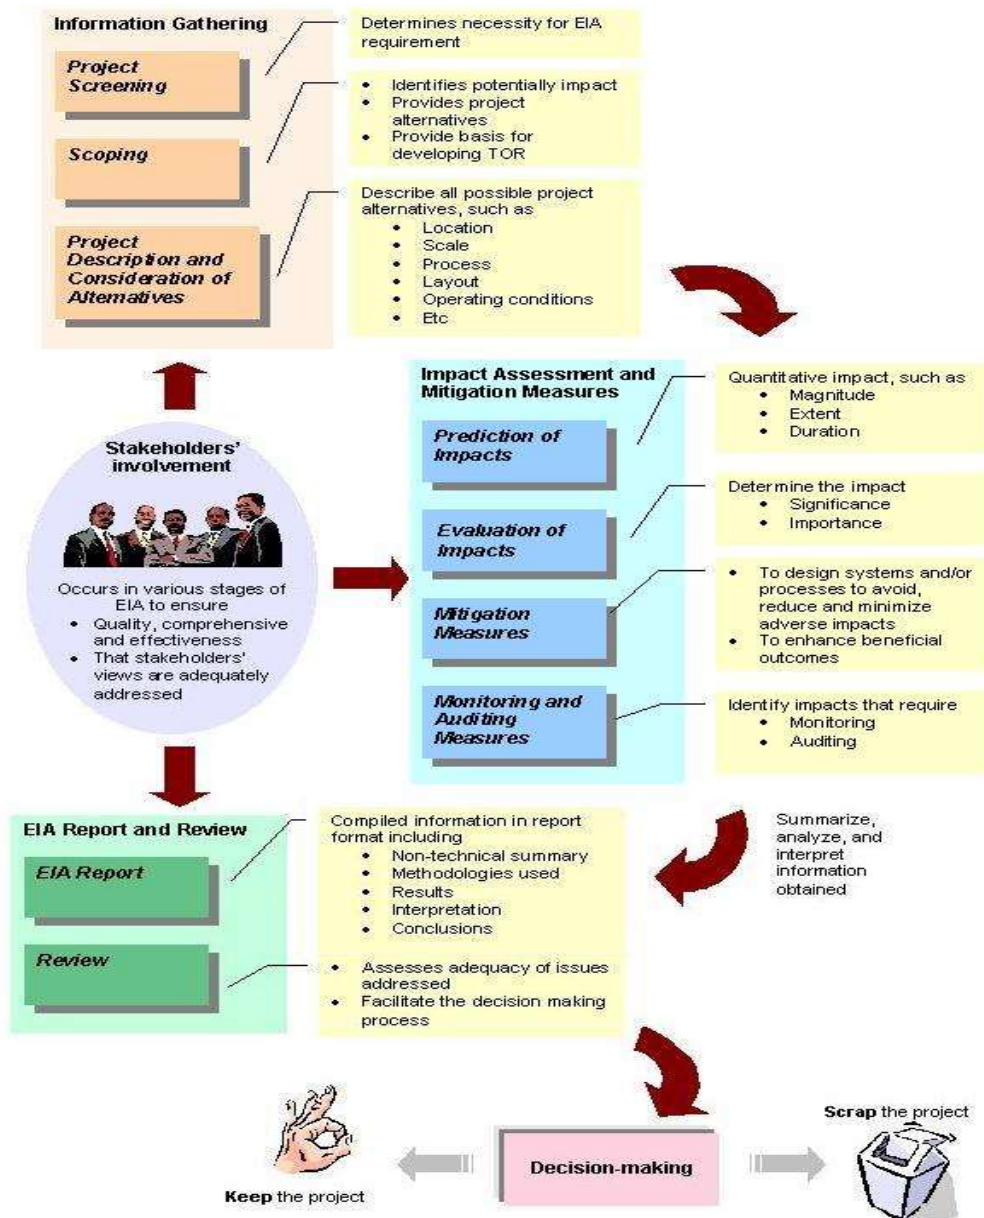 Information Gathering
Project
Screening
Determines necessity for EIA
requirement
Scoping
• Identifies potentially impact
• Provides project
alternatives
• Provide basis for
developing TOR
Project
Description and
Consideration of
Alternatives
Describe all possible project
alternatives, such as
• Location
• Scale
• Process
• Layout
• Operating conditions
• Etc
Stakeholders'
involvement
Occurs in various stages of
EIA to ensure
• Quality, comprehensive
and effectiveness
• That stakeholders'
views are adequately
addressed
Impact Assessment and
Mitigation Measures
Prediction of
Impacts
Quantitative impact, such as
• Magnitude
• Extent
• Duration
Evaluation of
Impacts
Determine the impact
• Significance
• Importance
Mitigation
Measures
• To design systems and/or
processes to avoid,
reduce and minimize
adverse impacts
• To enhance beneficial
outcomes
Monitoring and
Auditing
Measures
Identify impacts that require
• Monitoring
• Auditing
Summarize,
analyze, and
interpret
information
obtained
EIA Report and Review
EIA Report
Compiled information in report
format including
• Non-technical summary
• Methodologies used
• Results
• Interpretation
• Conclusions
Review
• Assesses adequacy of issues
addressed
• Facilitate the decision making
process
Keep the project
Decision-making
Scrap the project